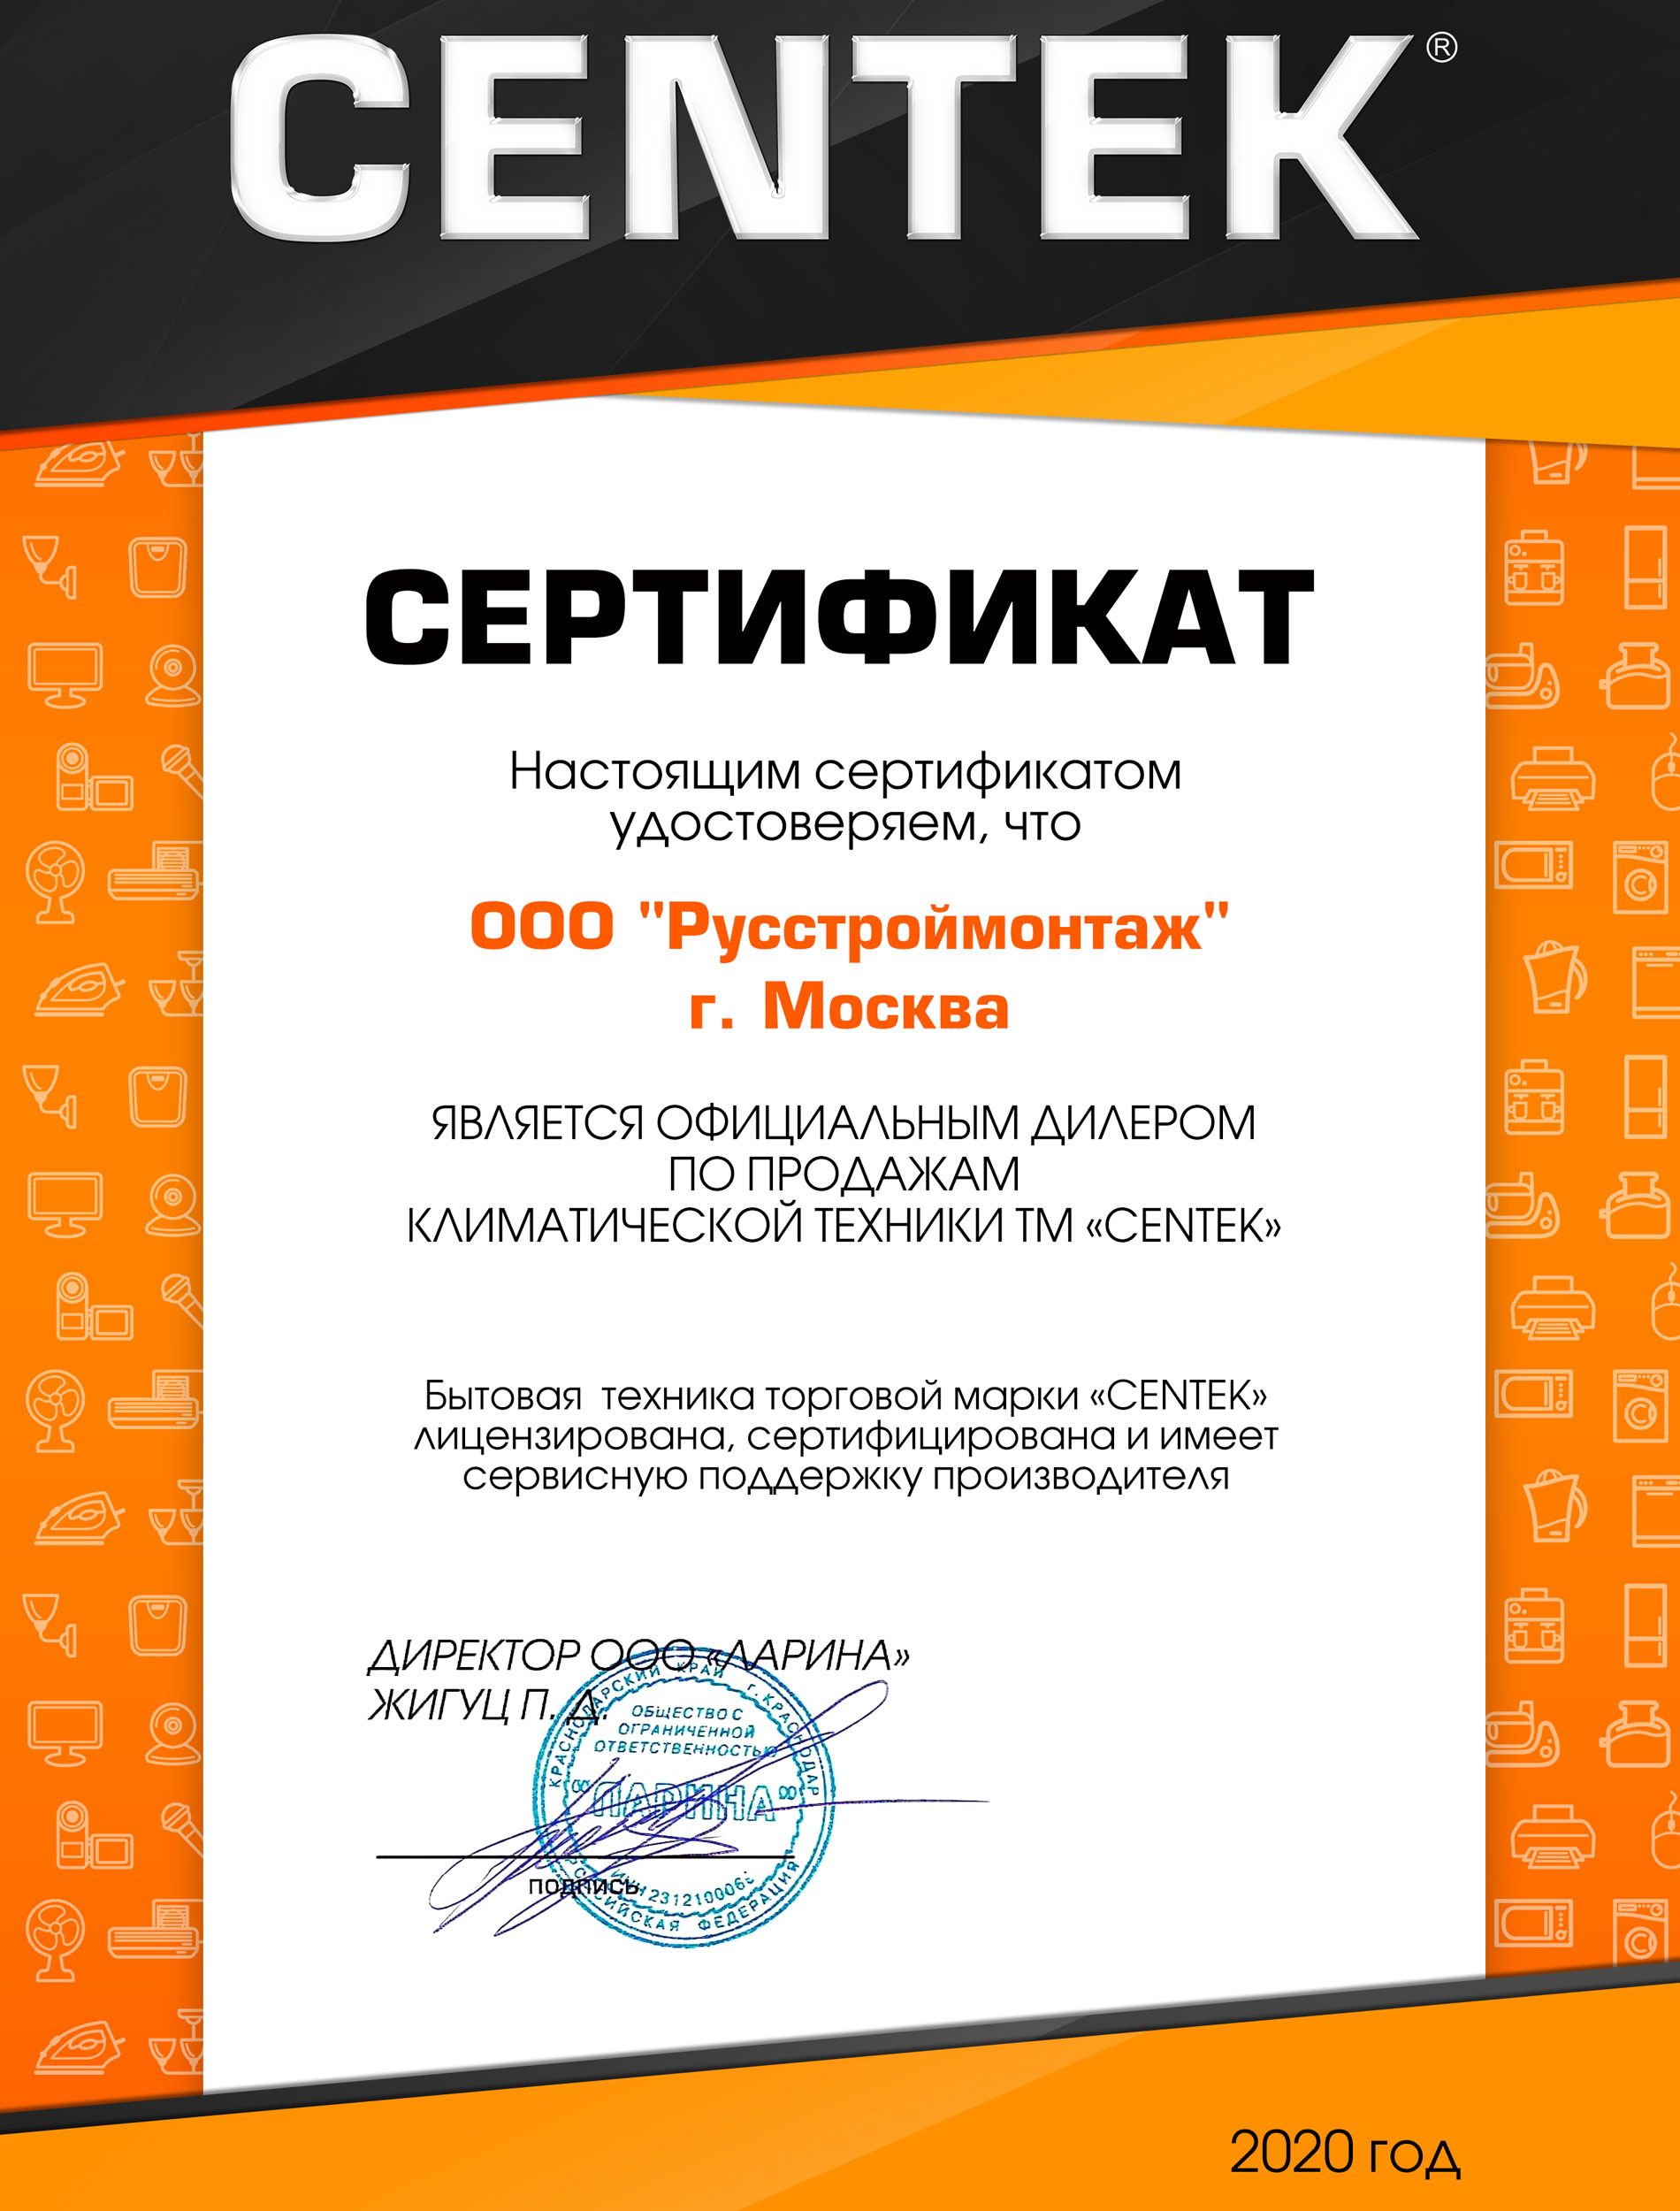 CENTEK®
СЕРТИФИКАТ
Настоящим сертификатом
удостоверяем, что
ООО "Русстроймонтаж"
г. Москва
ЯВЛЯЕТСЯ ОФИЦИАЛЬНЫМ ДИЛЕРОМ
ПО ПРОДАЖАМ
КЛИМАТИЧЕСКОЙ ТЕХНИКИ ТМ «CENTEK»
Бытовая техника торговой марки «CENTEK»
лицензирована, сертифицирована и имеет
сервисную поддержку производителя
ДИРЕКТОР ООО «ЛАРИНА»
ЖИГУЦ П. Д.
КРАСНОДАРСКИЙ КРАЙ г. КРАСНОДАР
ОБЩЕСТВО С
ОГРАНИЧЕННОЙ
ОТВЕТСТВЕННОСТЬЮ
"ЛАРИНА"
ИНН
РОССИЙСКАЯ ФЕДЕРАЦИЯ
подпись
2020 год